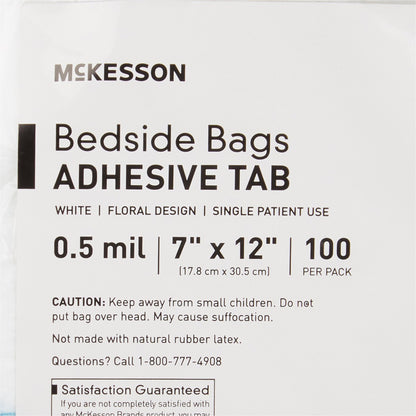 McKESSON
Bedside Bags
ADHESIVE TAB
WHITE | FLORAL DESIGN | SINGLE PATIENT USE
0.5 mil | 7" x 12" | 100
(17.8 cm x 30.5 cm) PER PACK
CAUTION: Keep away from small children. Do not
put bag over head. May cause suffocation.
Not made with natural rubber latex.
Questions? Call 1-800-777-4908
Satisfaction Guaranteed
If you are not completely satisfied with
any McKesson Brands product, you may